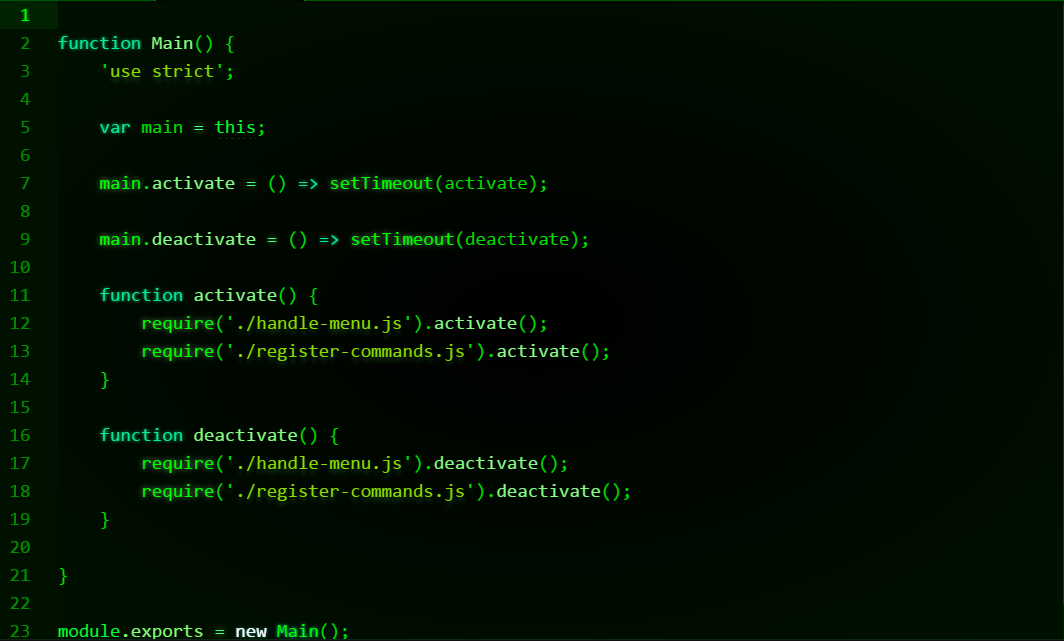 1
2 function Main() {
3     'use strict';
4
5     var main = this;
6
7     main.activate = () => setTimeout(activate);
8
9     main.deactivate = () => setTimeout(deactivate);
10
11     function activate() {
12         require('./handle-menu.js').activate();
13         require('./register-commands.js').activate();
14     }
15
16     function deactivate() {
17         require('./handle-menu.js').deactivate();
18         require('./register-commands.js').deactivate();
19     }
20
21 }
22
23 module.exports = new Main();